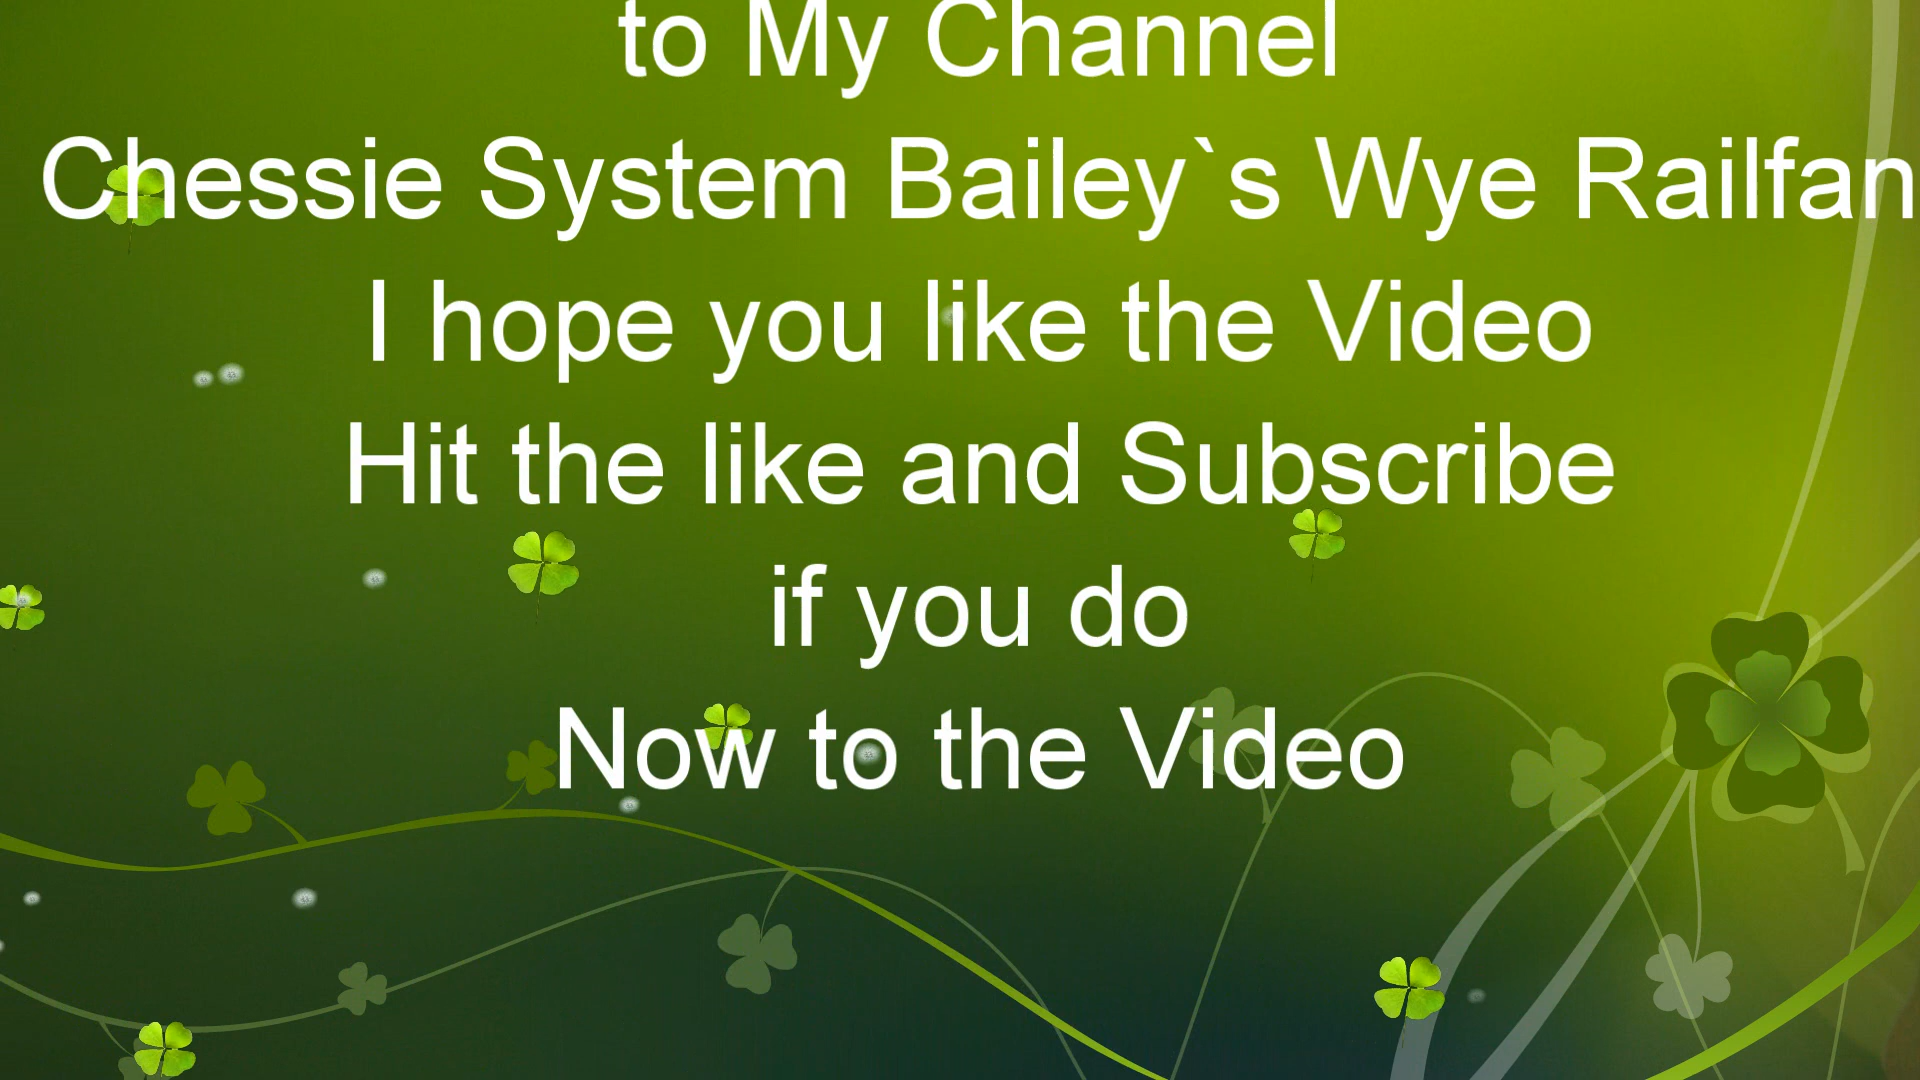 to My Channel
Chessie System Bailey`s Wye Railfan
I hope you like the Video
Hit the like and Subscribe
if you do
Now to the Video